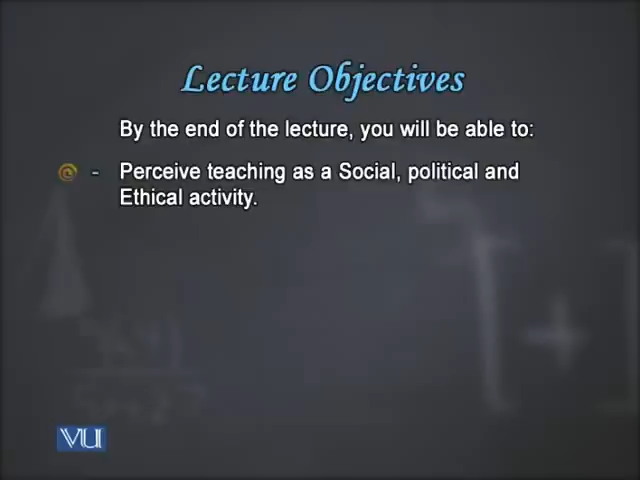 Lecture Objectives
By the end of the lecture, you will be able to:
- Perceive teaching as a Social, political and
Ethical activity.
VU